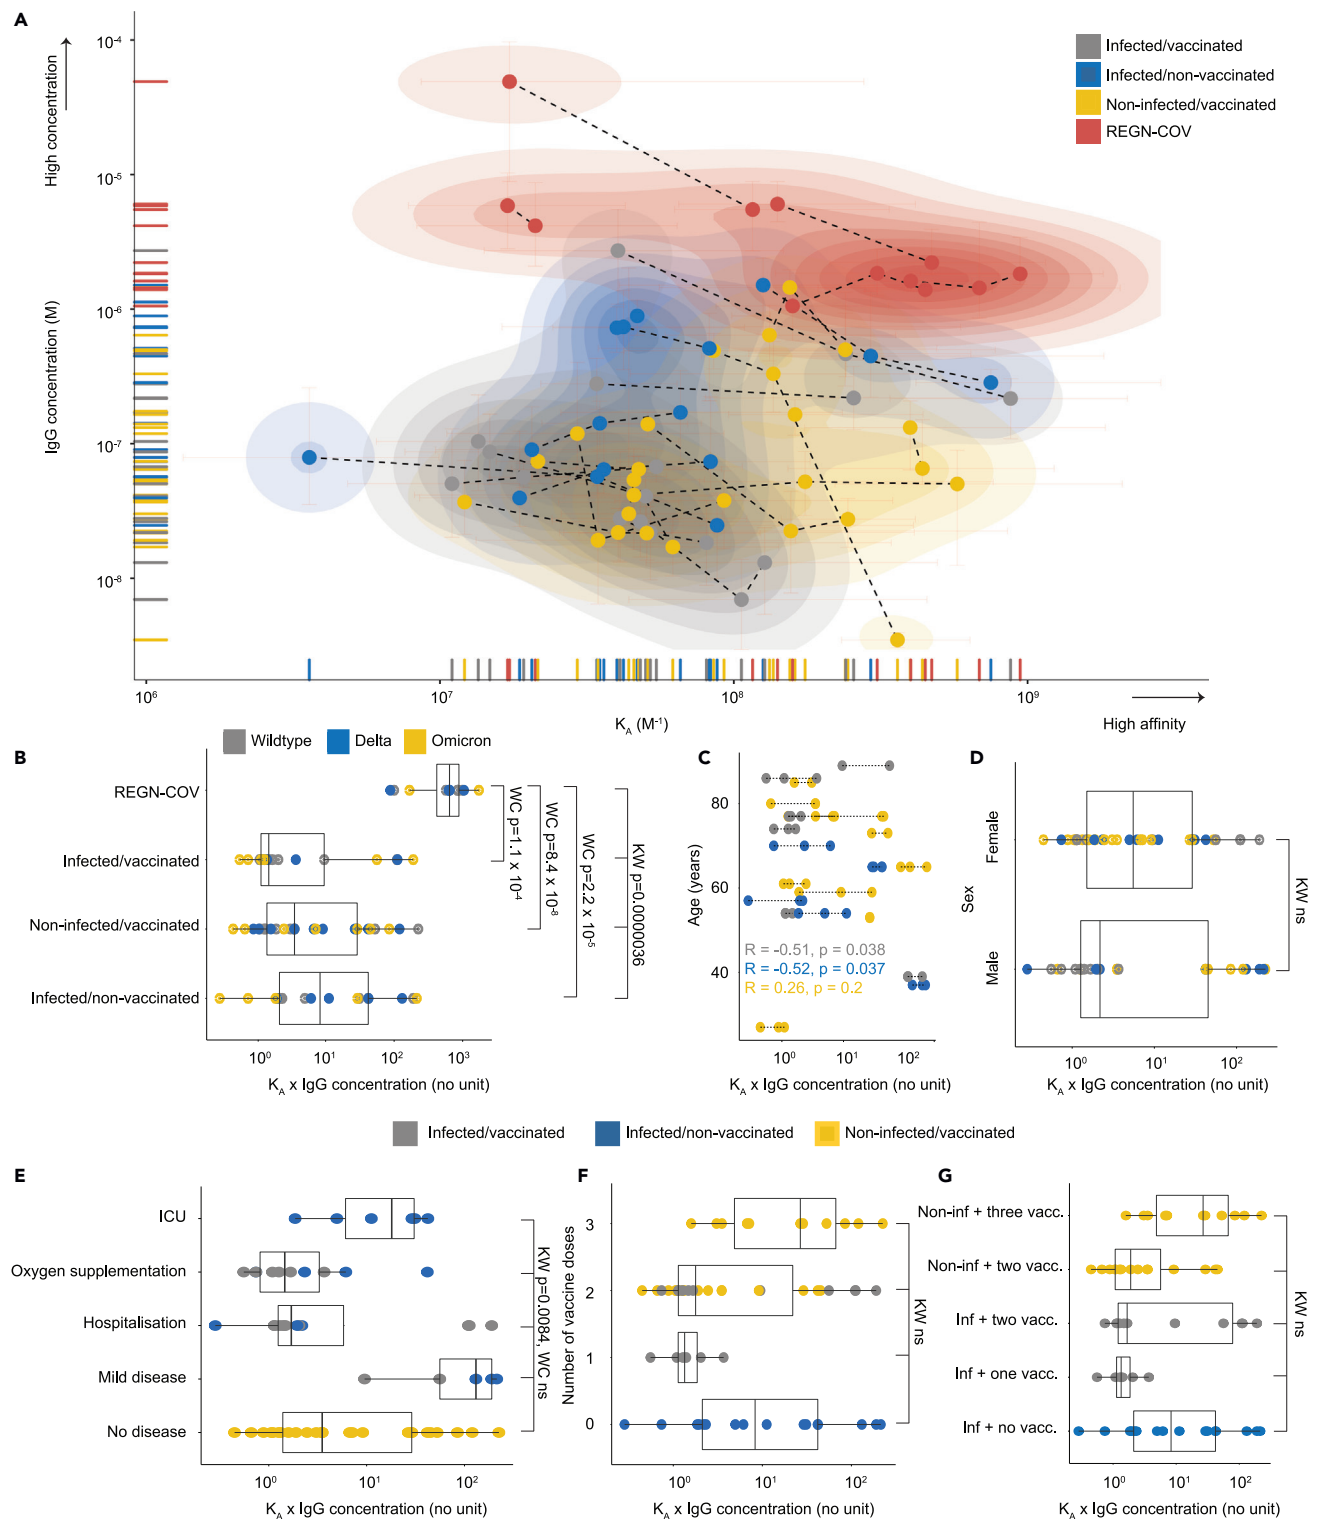 A
High concentration
IgG concentration (M)
10⁻⁴
10⁻⁵
10⁻⁶
10⁻⁷
10⁻⁸
Infected/vaccinated
Infected/non-vaccinated
Non-infected/vaccinated
REGN-COV
10⁶
10⁷
10⁸
10⁹
K_A (M⁻¹)
High affinity
B
Wildtype
Delta
Omicron
REGN-COV
Infected/vaccinated
Non-infected/vaccinated
Infected/non-vaccinated
WC p=1.1 x 10⁻⁴
WC p=8.4 x 10⁻⁸
WC p=2.2 x 10⁻⁵
KW p=0.0000036
10⁰
10¹
10²
10³
K_A x IgG concentration (no unit)
C
Age (years)
80
60
40
R = -0.51, p = 0.038
R = -0.52, p = 0.037
R = 0.26, p = 0.2
10⁰
10¹
10²
K_A x IgG concentration (no unit)
D
Sex
Female
Male
KW ns
10⁰
10¹
10²
K_A x IgG concentration (no unit)
Infected/vaccinated
Infected/non-vaccinated
Non-infected/vaccinated
E
ICU
Oxygen supplementation
Hospitalisation
Mild disease
No disease
KW p=0.0084, WC ns
10⁰
10¹
10²
K_A x IgG concentration (no unit)
F
Number of vaccine doses
3
2
1
0
KW ns
10⁰
10¹
10²
K_A x IgG concentration (no unit)
G
Non-inf + three vacc.
Non-inf + two vacc.
Inf + two vacc.
Inf + one vacc.
Inf + no vacc.
KW ns
10⁰
10¹
10²
K_A x IgG concentration (no unit)